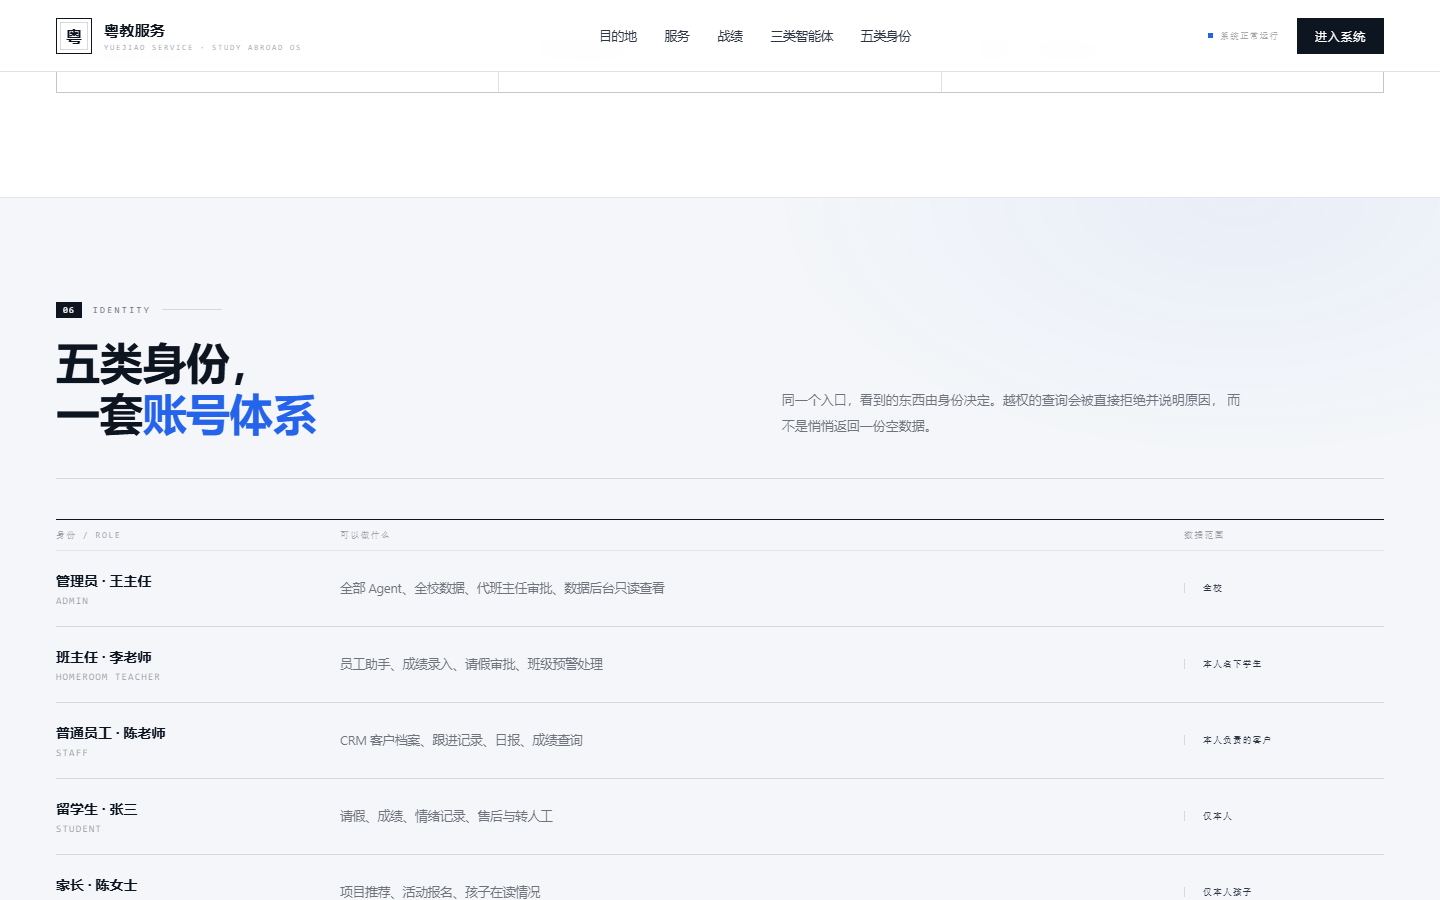 粤
粤教服务
YUEJIAO SERVICE · STUDY ABROAD OS
目的地
服务
战绩
三类智能体
五类身份
系统正常运行
进入系统
06
IDENTITY
五类身份，
一套账号体系
同一个入口，看到的东西由身份决定。越权的查询会被直接拒绝并说明原因， 而
不是悄悄返回一份空数据。
身份 / ROLE
可以做什么
数据范围
管理员 · 王主任
ADMIN
全部 Agent、全校数据、代班主任审批、数据后台只读查看
全校
班主任 · 李老师
HOMEROOM TEACHER
员工助手、成绩录入、请假审批、班级预警处理
本人名下学生
普通员工 · 陈老师
STAFF
CRM 客户档案、跟进记录、日报、成绩查询
本人负责的客户
留学生 · 张三
STUDENT
请假、成绩、情绪记录、售后与转人工
仅本人
家长 · 陈女士
项目推荐、活动报名、孩子在读情况
仅本人孩子